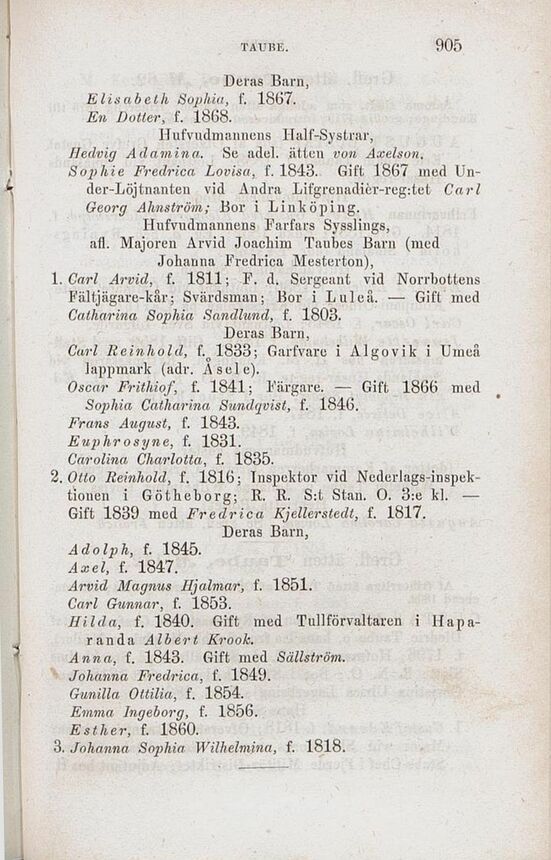 TAUBE. 905
Deras Barn,
Elisabeth Sophia, f. 1867.
En Dotter, f. 1868.
Hufvudmannens Half-Systrar,
Hedvig Adamina. Se adel. ätten von Axelson.
Sophie Fredrica Lovisa, f. 1843. Gift 1867 med Un-
der-Löjtnanten vid Andra Lifgrenadiér-reg:tet Carl
Georg Ahnström; Bor i Linköping.
Hufvudmannens Farfars Sysslings,
afl. Majoren Arvid Joachim Taubes Barn (med
Johanna Fredrica Mesterton),
1. Carl Arvid, f. 1811; F. d. Sergeant vid Norrbottens
Fältjägare-kår; Svärdsman; Bor i Luleå. — Gift med
Catharina Sophia Sandlund, f. 1803.
Deras Barn,
Carl Reinhold, f. 1833; Garfvare i Algovik i Umeå
lappmark (adr. Åsele).
Oscar Frithiof, f. 1841; Färgare. — Gift 1866 med
Sophia Catharina Sundqvist, f. 1846.
Frans August, f. 1843.
Euphrosyne, f. 1831.
Carolina Charlotta, f. 1835.
2. Otto Reinhold, f. 1816; Inspektor vid Nederlags-inspek-
tionen i Götheborg; R. R. S:t Stan. O. 3:e kl. —
Gift 1839 med Fredrica Kjellerstedt, f. 1817.
Deras Barn,
Adolph, f. 1845.
Axel, f. 1847.
Arvid Magnus Hjalmar, f. 1851.
Carl Gunnar, f. 1853.
Hilda, f. 1840. Gift med Tullförvaltaren i Hapa-
randa Albert Krook.
Anna, f. 1843. Gift med Sällström.
Johanna Fredrica, f. 1849.
Gunilla Ottilia, f. 1854.
Emma Ingeborg, f. 1856.
Esther, f. 1860.
3. Johanna Sophia Wilhelmina, f. 1818.